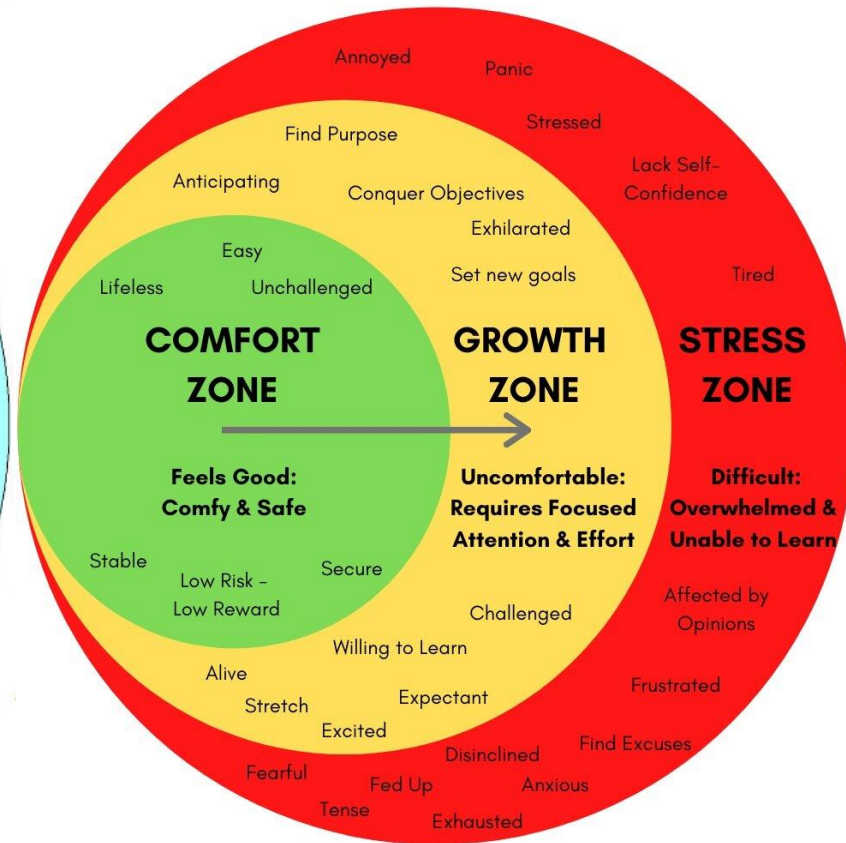 Annoyed
Panic
Stressed
Lack Self-
Confidence
Tired
Find Purpose
Anticipating
Conquer Objectives
Exhilarated
Set new goals
Easy
Lifeless
Unchallenged
COMFORT
ZONE
Feels Good:
Comfy & Safe
Stable
Low Risk -
Low Reward
Secure
GROWTH
ZONE
Uncomfortable:
Requires Focused
Attention & Effort
Challenged
Willing to Learn
Alive
Stretch
Expectant
Excited
STRESS
ZONE
Difficult:
Overwhelmed &
Unable to Learn
Affected by
Opinions
Frustrated
Find Excuses
Disinclined
Anxious
Fearful
Fed Up
Tense
Exhausted